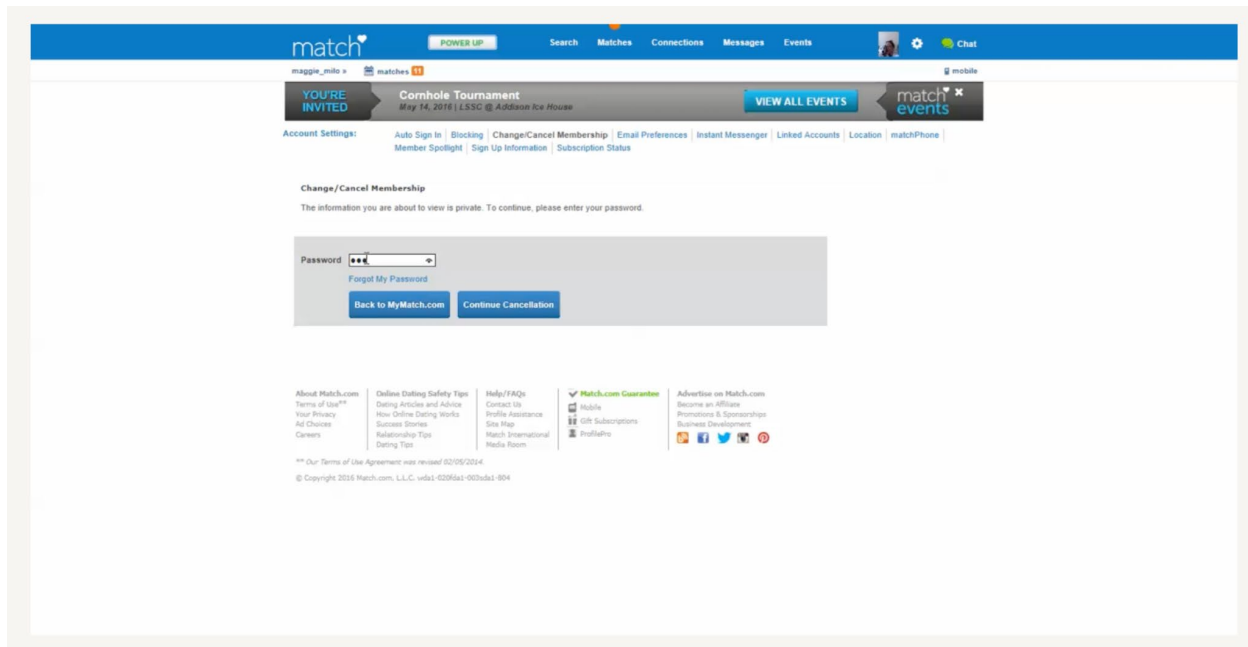 match
POWER UP
Search Matches Connections Messages Events
Chat
maggie_milo »
matches 11
mobile
YOU'RE INVITED
Cornhole Tournament
May 14, 2016 | LSSC @ Addison Ice House
VIEW ALL EVENTS
match events
Account Settings:
Auto Sign In | Blocking | Change/Cancel Membership | Email Preferences | Instant Messenger | Linked Accounts | Location | matchPhone |
Member Spotlight | Sign Up Information | Subscription Status
Change/Cancel Membership
The information you are about to view is private. To continue, please enter your password.
Password
Forgot My Password
Back to MyMatch.com
Continue Cancellation
About Match.com
Terms of Use**
Your Privacy
Ad Choices
Careers
Online Dating Safety Tips
Dating Articles and Advice
How Online Dating Works
Success Stories
Relationship Tips
Dating Tips
Help/FAQs
Contact Us
Profile Assistance
Site Map
Match International
Media Room
Match.com Guarantee
Mobile
Gift Subscriptions
ProfilePro
Advertise on Match.com
Become an Affiliate
Promotions & Sponsorships
Business Development
** Our Terms of Use Agreement was revised 02/05/2014.
© Copyright 2016 Match.com, L.L.C.